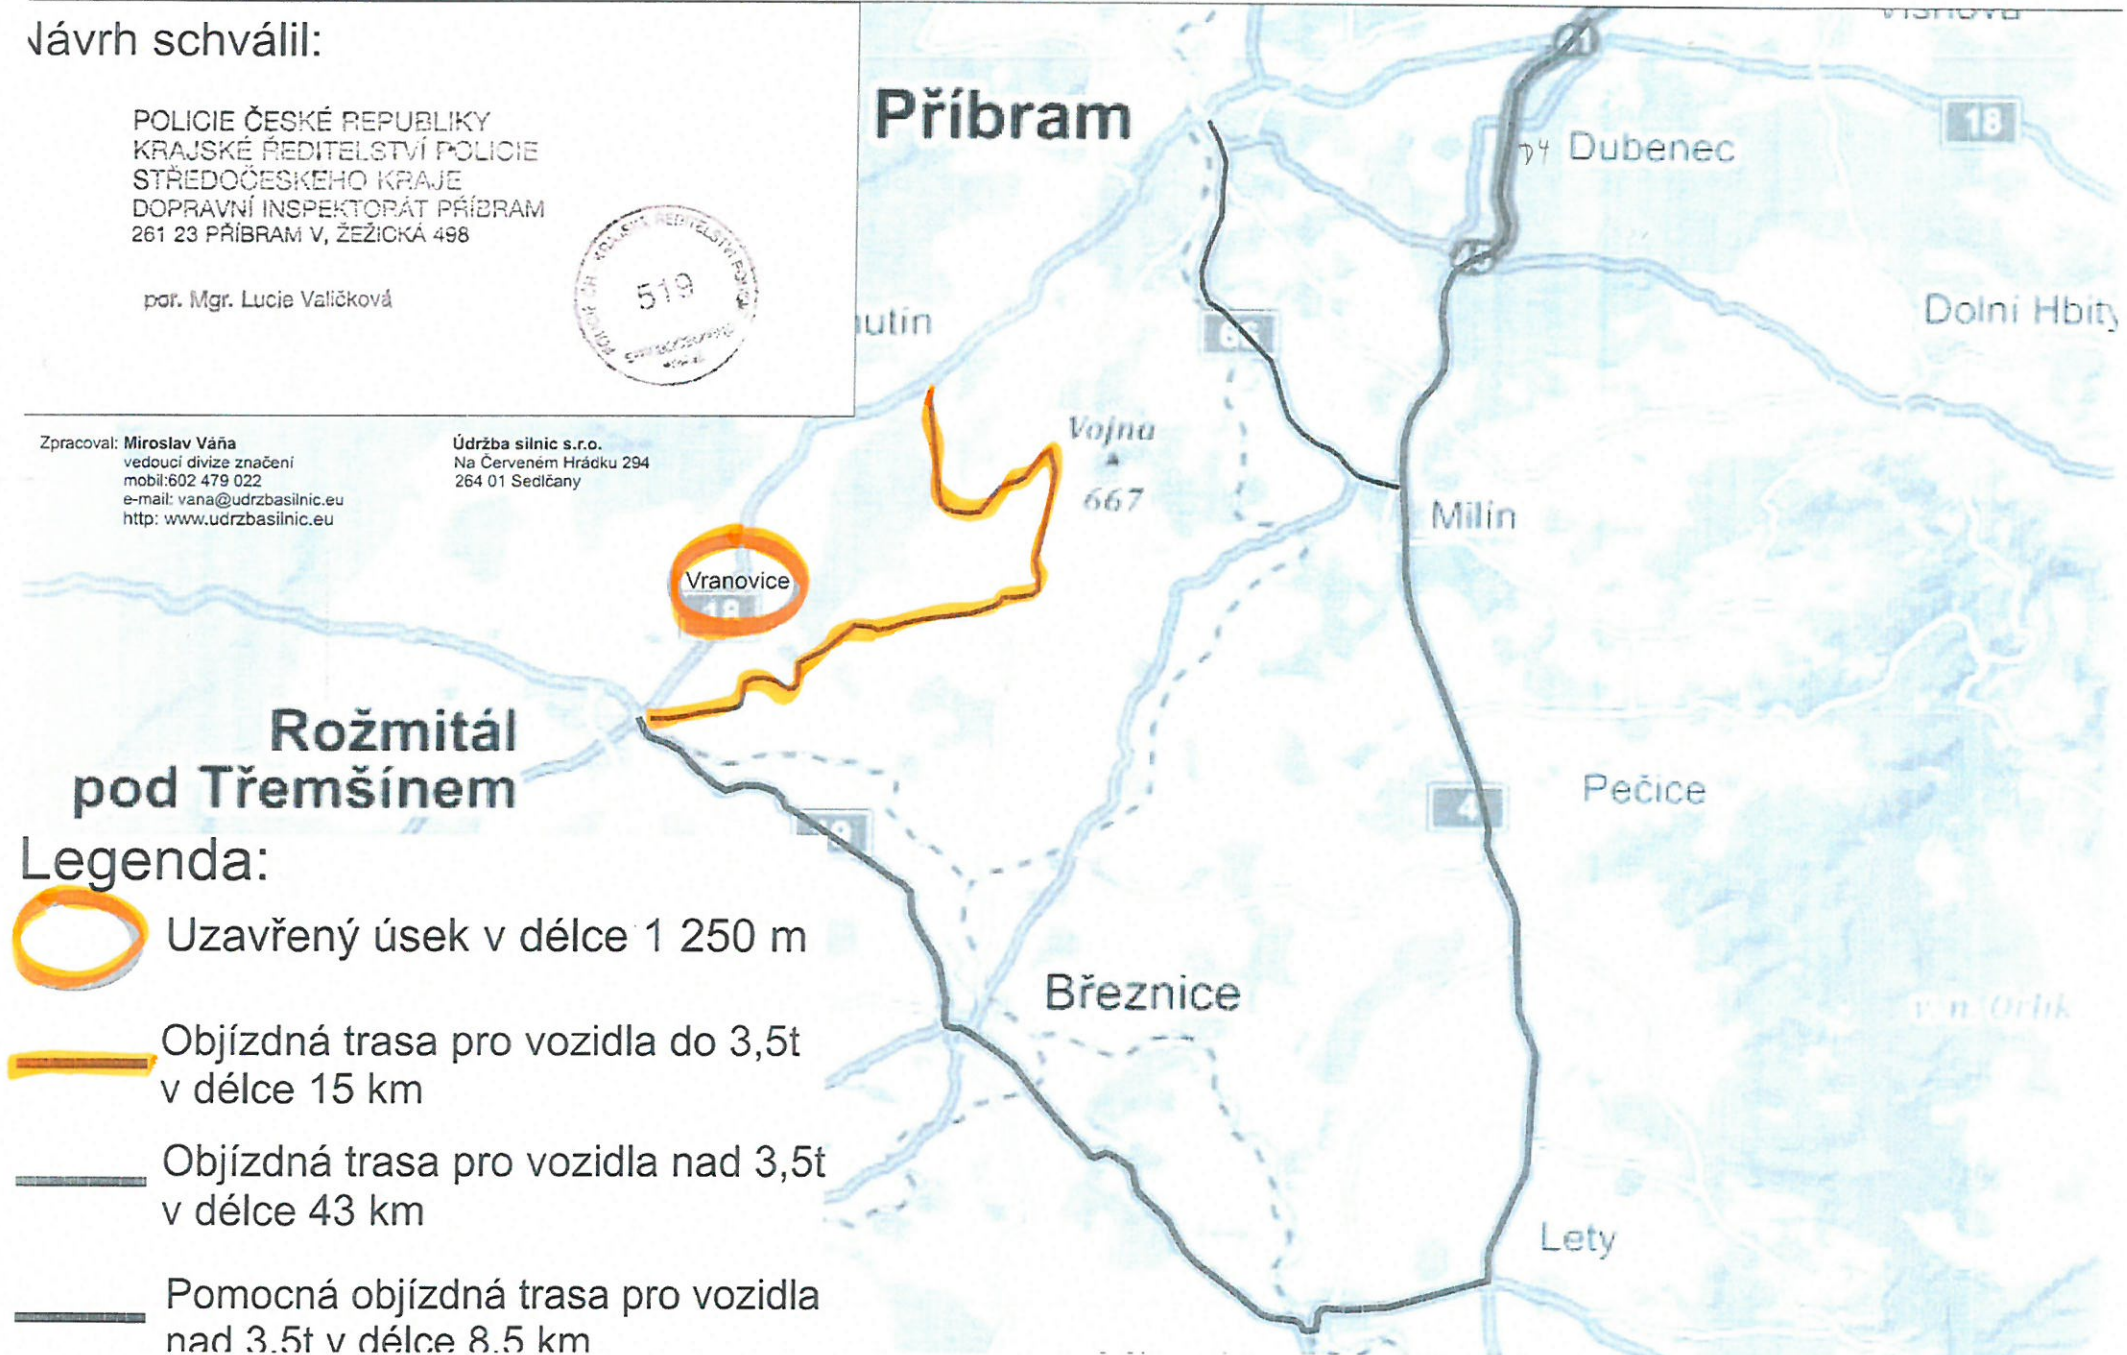 Návrh schválil:
POLICIE ČESKÉ REPUBLIKY
KRAJSKÉ ŘEDITELSTVÍ POLICIE
STŘEDOČESKÉHO KRAJE
DOPRAVNÍ INSPEKTORÁT PŘÍBRAM
261 23 PŘÍBRAM V, ŽEŽICKÁ 498
por. Mgr. Lucie Valíčková
519
Zpracoval: Miroslav Váňa
vedoucí divize značení
mobil:602 479 022
e-mail: vana@udrzbasilnic.eu
http: www.udrzbasilnic.eu
Údržba silnic s.r.o.
Na Červeném Hrádku 294
264 01 Sedlčany
Příbram
18
D4 Dubenec
Dolní Hbity
utín
66
Vojna
667
Milín
Vranovice
18
Rožmitál
pod Třemšínem
4
Pečice
Březnice
v. n. Orlík
Lety
Legenda:
Uzavřený úsek v délce 1 250 m
Objízdná trasa pro vozidla do 3,5t
v délce 15 km
Objízdná trasa pro vozidla nad 3,5t
v délce 43 km
Pomocná objízdná trasa pro vozidla
nad 3,5t v délce 8,5 km